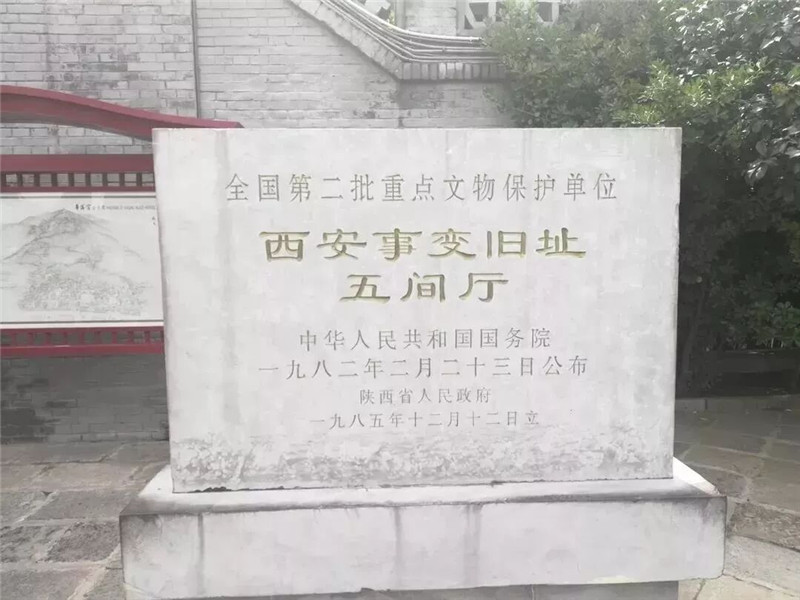 全国第二批重点文物保护单位
西安事变旧址
五间厅
中华人民共和国国务院
一九八二年二月二十三日公布
陕西省人民政府
一九八五年十二月十二日立